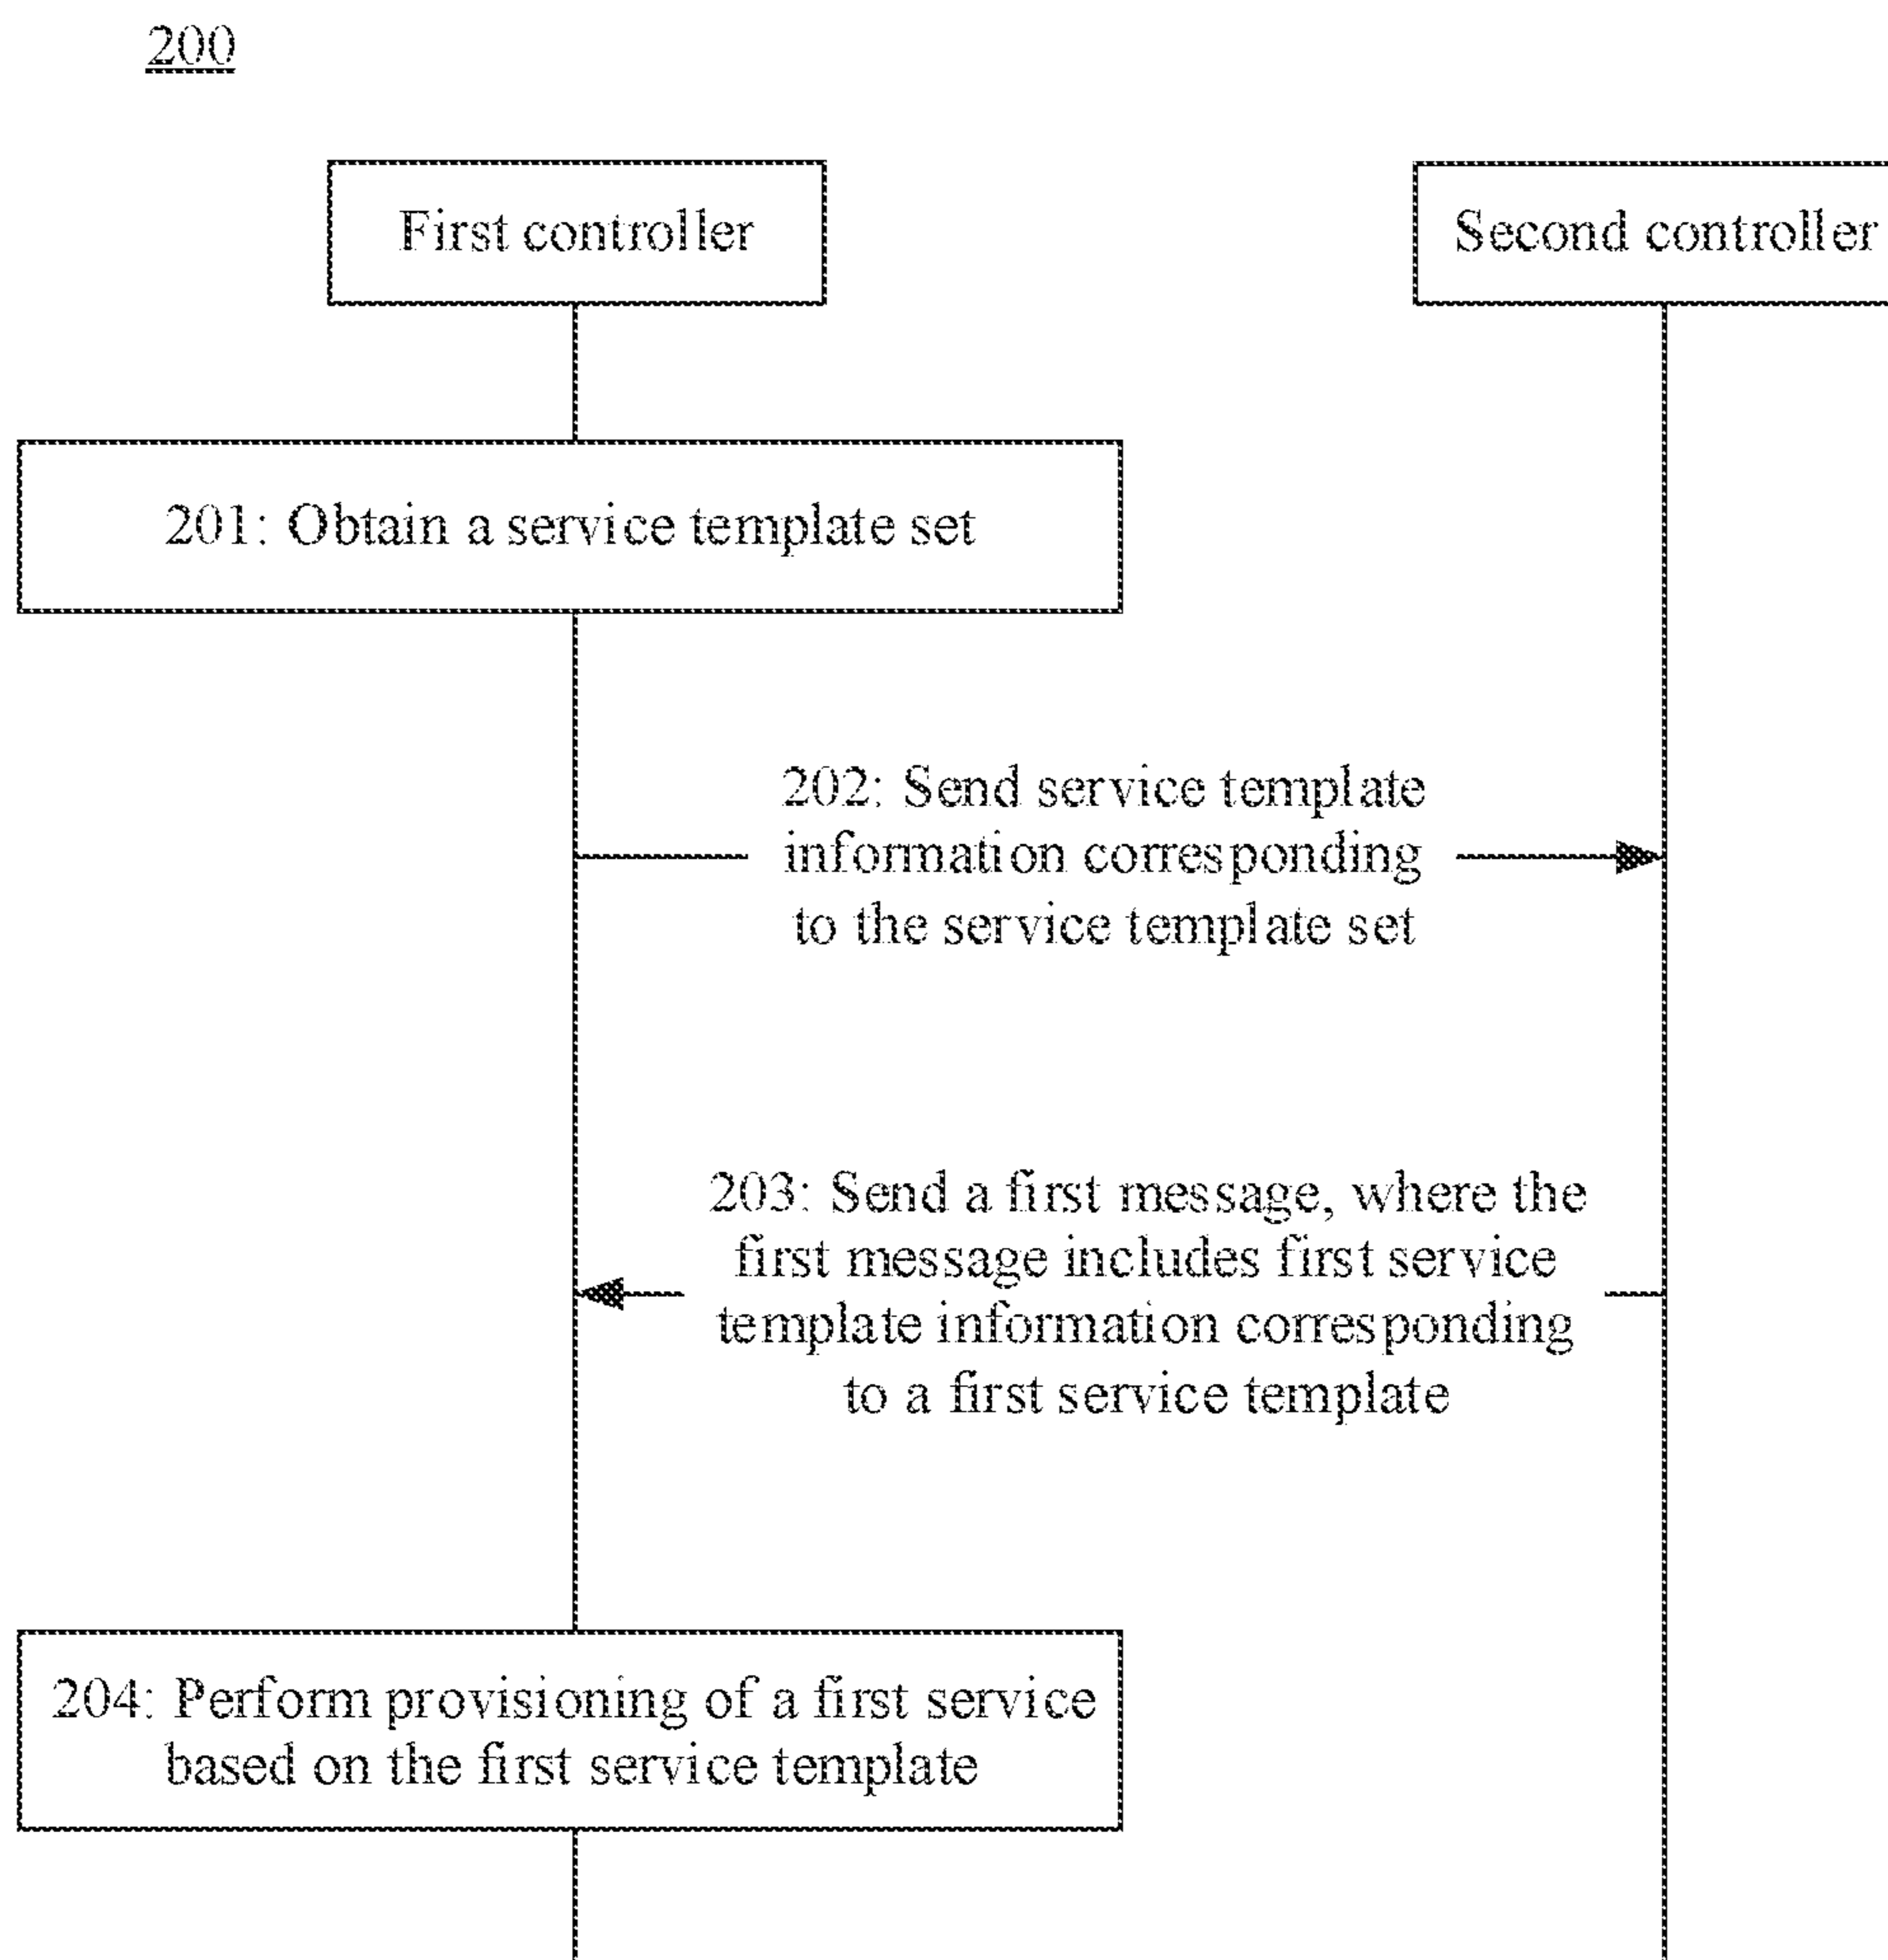 200
First controller
Second controller
201: Obtain a service template set
202: Send service template
information corresponding
to the service template set
203: Send a first message, where the
first message includes first service
template information corresponding
to a first service template
204: Perform provisioning of a first service
based on the first service template